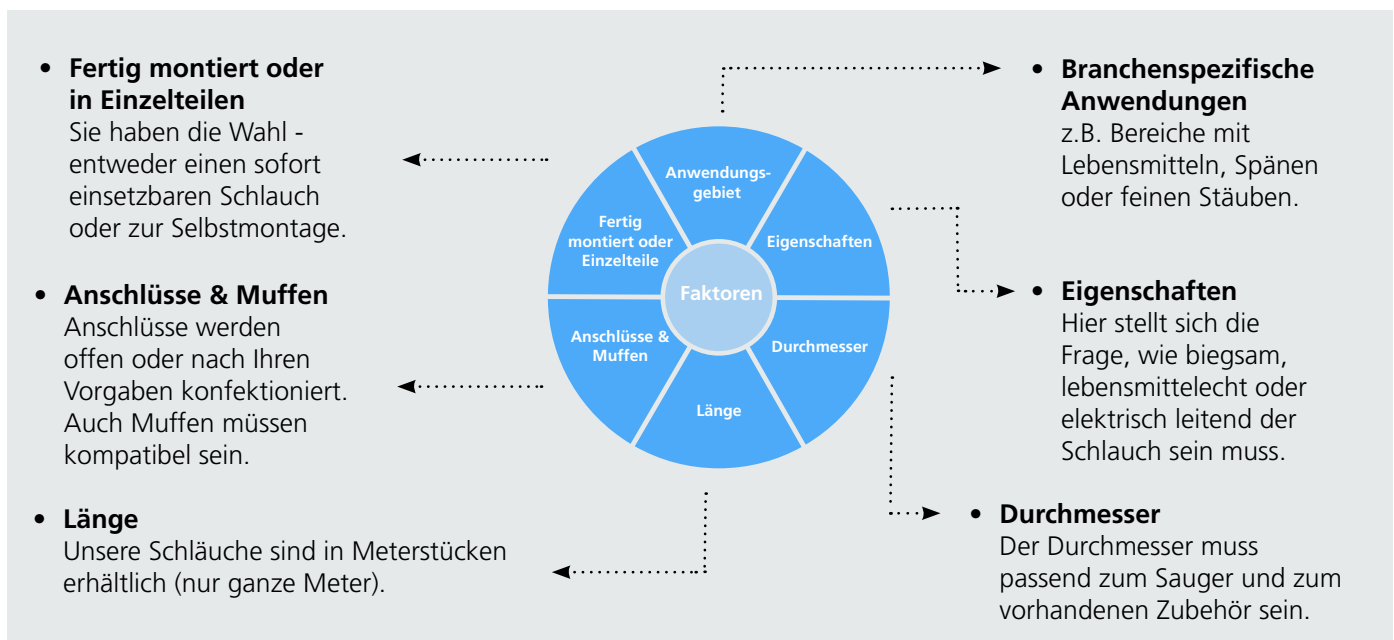 • Fertig montiert oder
in Einzelteilen
Sie haben die Wahl -
entweder einen sofort
einsetzbaren Schlauch
oder zur Selbstmontage.
• Anschlüsse & Muffen
Anschlüsse werden
offen oder nach Ihren
Vorgaben konfektioniert.
Auch Muffen müssen
kompatibel sein.
• Länge
Unsere Schläuche sind in Meterstücken
erhältlich (nur ganze Meter).
Anwendungs-
gebiet
Fertig
montiert oder
Einzelteile
Eigenschaften
Faktoren
Anschlüsse &
Muffen
Durchmesser
Länge
• Branchenspezifische
Anwendungen
z.B. Bereiche mit
Lebensmitteln, Spänen
oder feinen Stäuben.
• Eigenschaften
Hier stellt sich die
Frage, wie biegsam,
lebensmittelecht oder
elektrisch leitend der
Schlauch sein muss.
• Durchmesser
Der Durchmesser muss
passend zum Sauger und zum
vorhandenen Zubehör sein.